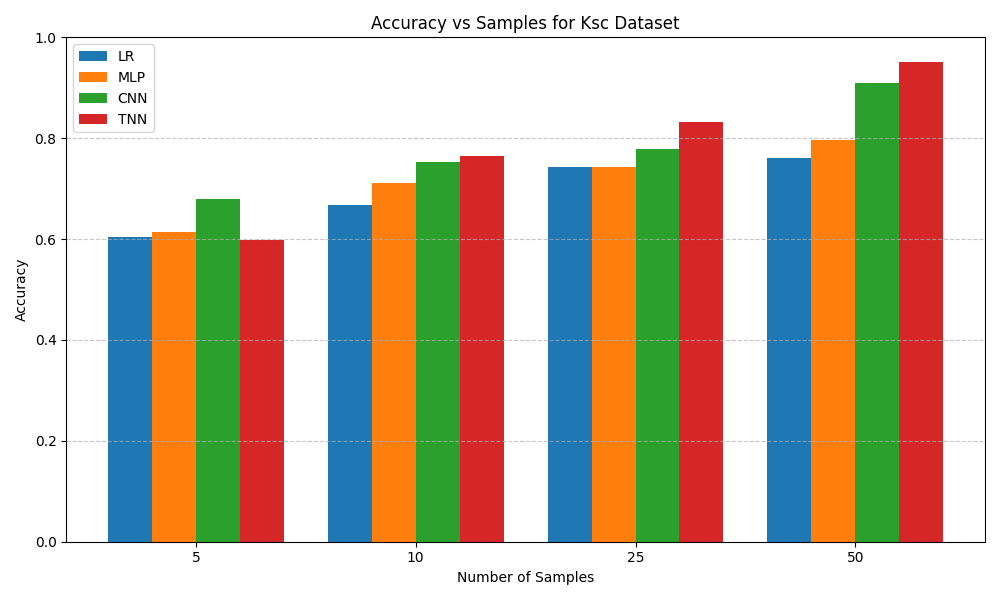 Accuracy vs Samples for Ksc Dataset
LR
MLP
CNN
TNN
1.0
0.8
0.6
0.4
0.2
0.0
Accuracy
5 10 25 50
Number of Samples